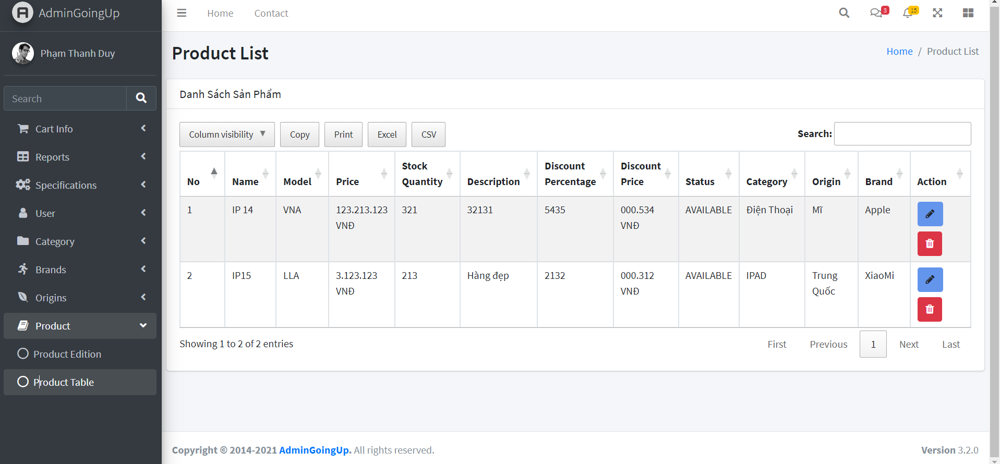 AdminGoingUp
Home
Contact
3
15
Phạm Thanh Duy
Search
Cart Info
Reports
Specifications
User
Category
Brands
Origins
Product
Product Edition
Product Table
Product List
Home / Product List
Danh Sách Sản Phẩm
Column visibility ▼
Copy
Print
Excel
CSV
Search:
No
Name
Model
Price
Stock
Quantity
Description
Discount
Percentage
Discount
Price
Status
Category
Origin
Brand
Action
1
IP 14
VNA
123.213.123
VNĐ
321
32131
5435
000.534
VNĐ
AVAILABLE
Điện Thoại
Mĩ
Apple
2
IP15
LLA
3.123.123
VNĐ
213
Hàng đẹp
2132
000.312
VNĐ
AVAILABLE
IPAD
Trung
Quốc
XiaoMi
Showing 1 to 2 of 2 entries
First
Previous
1
Next
Last
Copyright © 2014-2021 AdminGoingUp. All rights reserved.
Version 3.2.0